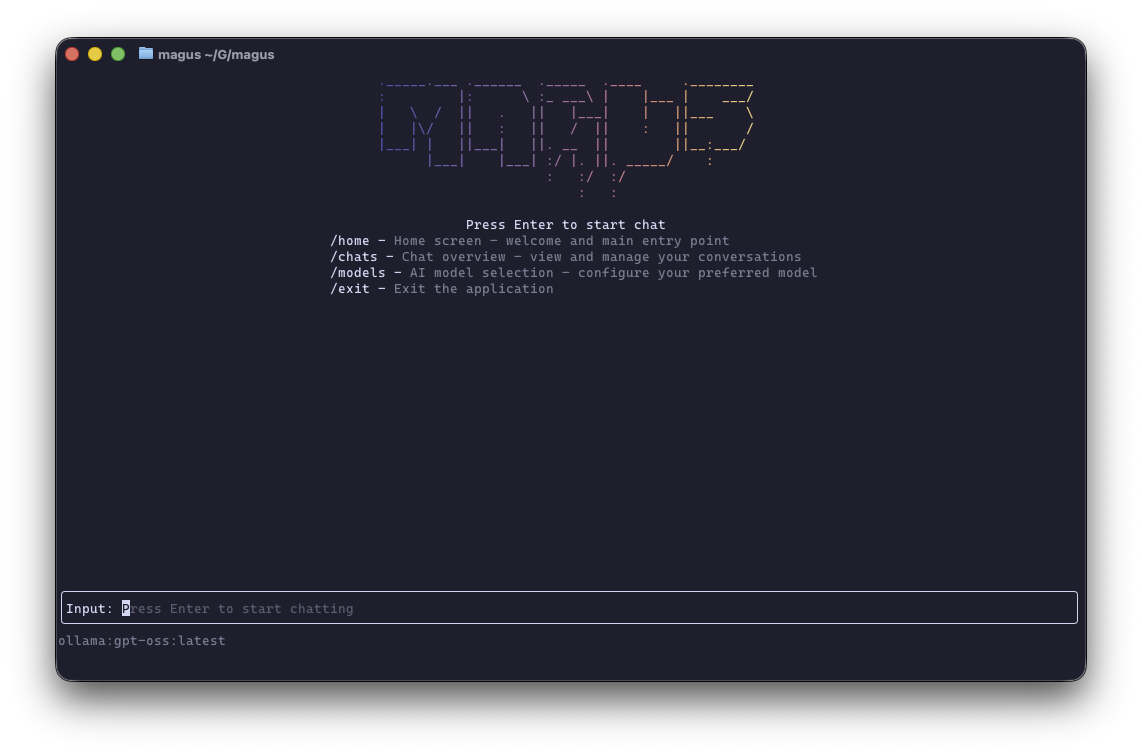 magus ~/G/magus
MAGUS
Press Enter to start chat
/home – Home screen – welcome and main entry point
/chats – Chat overview – view and manage your conversations
/models – AI model selection – configure your preferred model
/exit – Exit the application
Input: Press Enter to start chatting
ollama:gpt-oss:latest